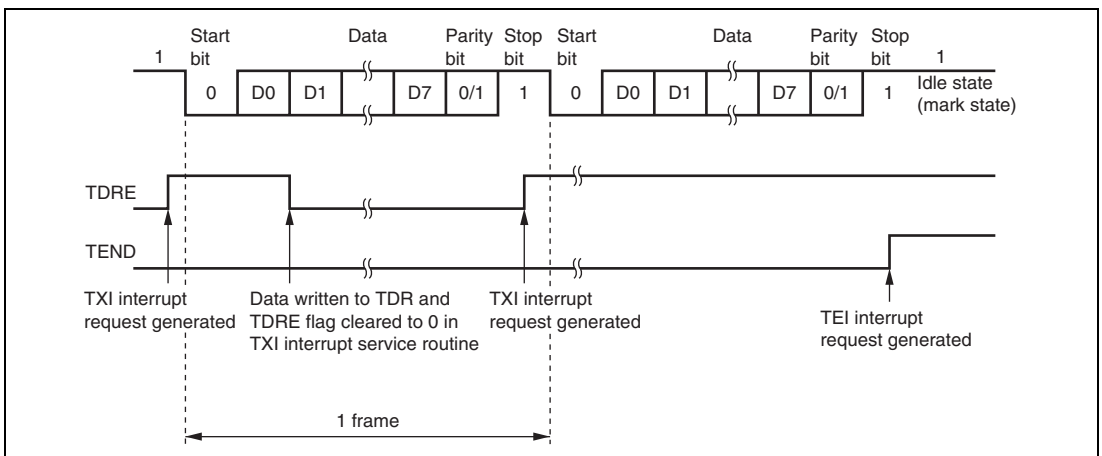 Start Data Parity Stop Start Data Parity Stop
1 bit bit bit bit bit bit 1
0 D0 D1 D7 0/1 1 0 D0 D1 D7 0/1 1 Idle state
(mark state)
TDRE
TEND
TXI interrupt
request generated
Data written to TDR and
TDRE flag cleared to 0 in
TXI interrupt service routine
TXI interrupt
request generated
TEI interrupt
request generated
1 frame